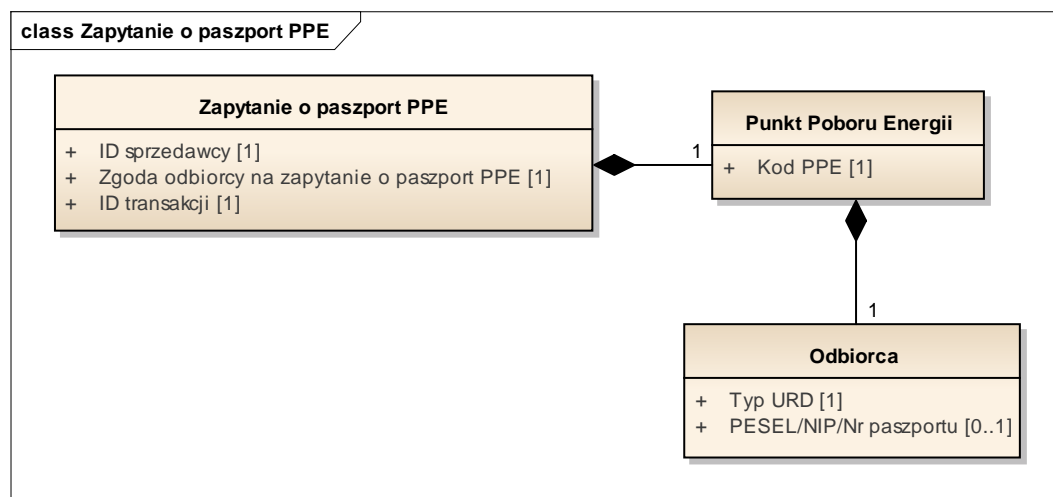 class Zapytanie o paszport PPE
Zapytanie o paszport PPE
+ ID sprzedawcy [1]
+ Zgoda odbiorcy na zapytanie o paszport PPE [1]
+ ID transakcji [1]
1
Punkt Poboru Energii
+ Kod PPE [1]
1
Odbiorca
+ Typ URD [1]
+ PESEL/NIP/Nr paszportu [0..1]